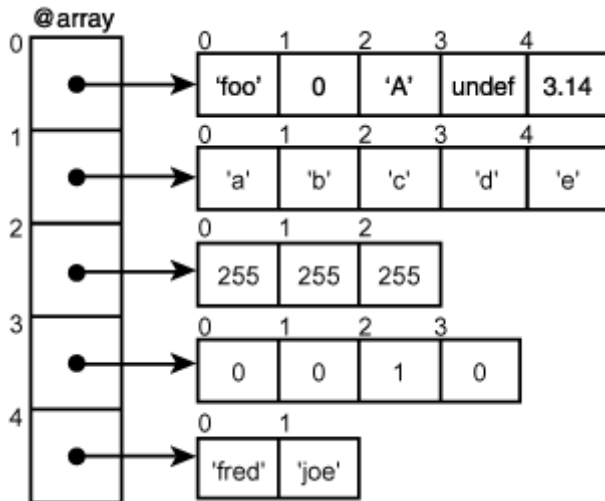 @array
0
0 1 2 3 4
'foo' 0 'A' undef 3.14
1
0 1 2 3 4
'a' 'b' 'c' 'd' 'e'
2
0 1 2
255 255 255
3
0 1 2 3
0 0 1 0
4
0 1
'fred' 'joe'